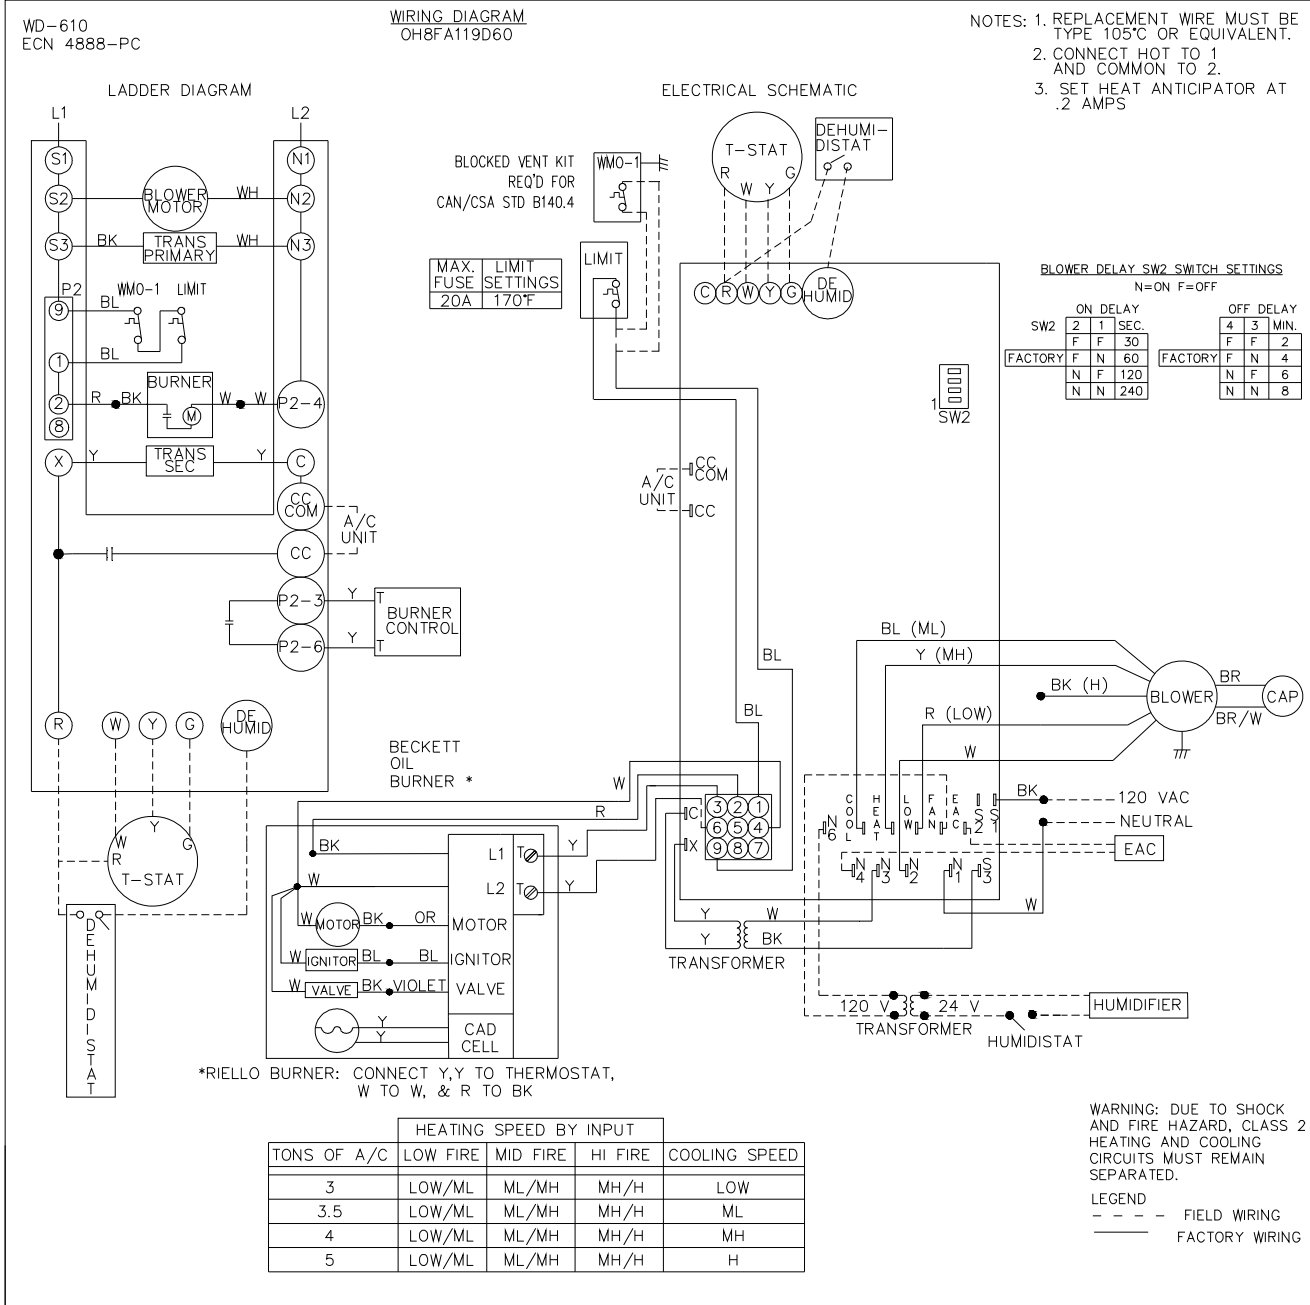 WD-610
ECN 4888-PC
WIRING DIAGRAM
OH8FA119D60
NOTES: 1. REPLACEMENT WIRE MUST BE
TYPE 105°C OR EQUIVALENT.
2. CONNECT HOT TO 1
AND COMMON TO 2.
3. SET HEAT ANTICIPATOR AT
.2 AMPS
LADDER DIAGRAM
L1
L2
S1
N1
S2
BLOWER
MOTOR
WH
N2
S3
BK
TRANS
PRIMARY
WH
N3
P2
WMO-1
LIMIT
9
BL
1
BL
BURNER
2
R
BK
M
W
W
P2-4
8
X
Y
TRANS
SEC
Y
C
CC
COM
A/C
UNIT
CC
P2-3
Y
T
BURNER
CONTROL
P2-6
Y
T
R
W
Y
G
DE
HUMID
W
Y
G
R
T-STAT
DEHUMIDISTAT
ELECTRICAL SCHEMATIC
BLOCKED VENT KIT
REQ'D FOR
CAN/CSA STD B140.4
WMO-1
T-STAT
R
W
Y
G
DEHUMI-
DISTAT
LIMIT
MAX. FUSE
LIMIT SETTINGS
20A
170°F
C
R
W
Y
G
DE
HUMID
BLOWER DELAY SW2 SWITCH SETTINGS
N=ON F=OFF
ON DELAY
OFF DELAY
SW2 2 1 SEC.
4 3 MIN.
F F 30
F F 2
FACTORY F N 60
FACTORY F N 4
N F 120
N F 6
N N 240
N N 8
1
SW2
CC
COM
A/C
UNIT
CC
BL
BL
BL (ML)
Y (MH)
BK (H)
R (LOW)
W
BLOWER
BR
BR/W
CAP
BECKETT
OIL
BURNER *
W
R
C
X
3 2 1
6 5 4
9 8 7
N6
COOL
HEAT
LOW
FAN
EAC
S2
S1
N4
N3
N2
N1
S3
BK
120 VAC
NEUTRAL
EAC
W
BK
L1
T
Y
W
L2
T
Y
W
MOTOR
BK
OR
MOTOR
W
IGNITOR
BL
BL
IGNITOR
W
VALVE
BK
VIOLET
VALVE
Y
Y
CAD
CELL
Y
W
Y
BK
TRANSFORMER
120 V
24 V
TRANSFORMER
HUMIDIFIER
HUMIDISTAT
*RIELLO BURNER: CONNECT Y,Y TO THERMOSTAT,
W TO W, & R TO BK
HEATING SPEED BY INPUT
TONS OF A/C LOW FIRE MID FIRE HI FIRE COOLING SPEED
3 LOW/ML ML/MH MH/H LOW
3.5 LOW/ML ML/MH MH/H ML
4 LOW/ML ML/MH MH/H MH
5 LOW/ML ML/MH MH/H H
WARNING: DUE TO SHOCK
AND FIRE HAZARD, CLASS 2
HEATING AND COOLING
CIRCUITS MUST REMAIN
SEPARATED.
LEGEND
FIELD WIRING
FACTORY WIRING